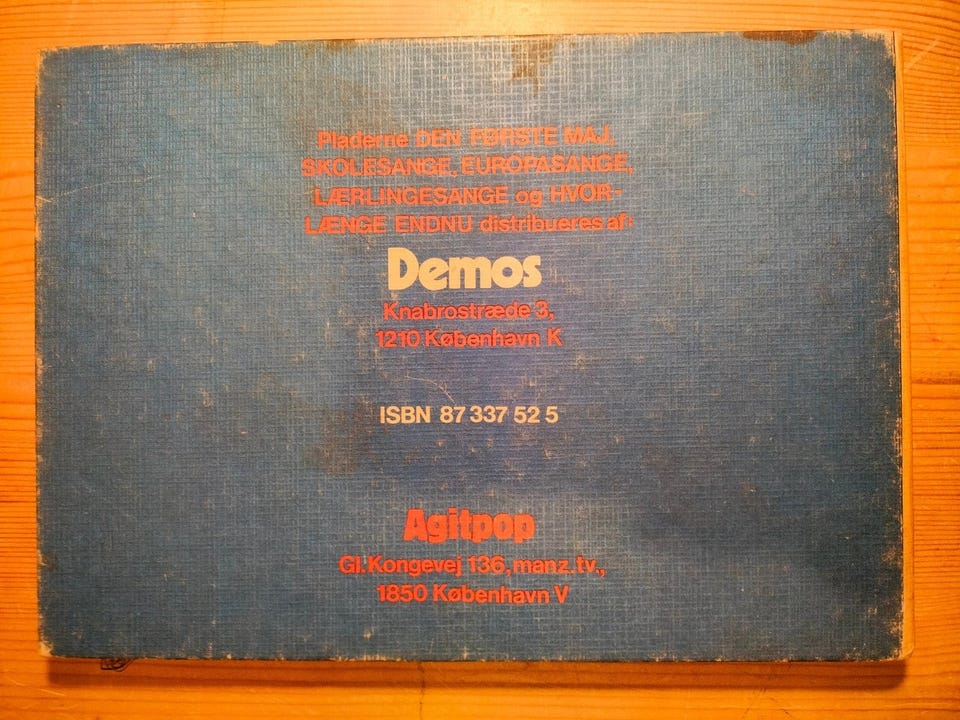 Pladerne DEN FØRSTE MAJ,
SKOLESANGE, EUROPASANGE,
LÆRLINGESANGE og HVOR-
LÆNGE ENDNU distribueres af:
Demos
Knabrostræde 3,
1210 København K
ISBN 87 337 52 5
Agitpop
Gl. Kongevej 136, manz. tv.,
1850 København V